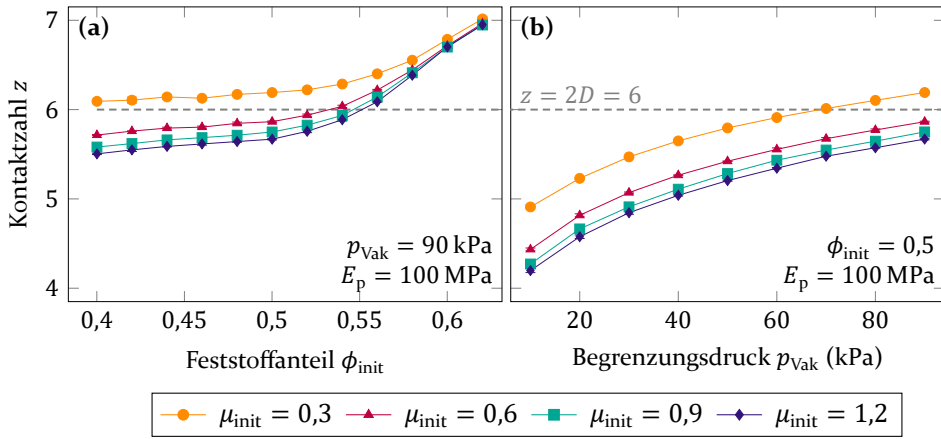 (a)
(b)
7
6
5
4
Kontaktzahl z
z = 2D = 6
p_Vak = 90 kPa
E_p = 100 MPa
ϕ_init = 0,5
E_p = 100 MPa
0,4 0,45 0,5 0,55 0,6
20 40 60 80
Feststoffanteil ϕ_init
Begrenzungsdruck p_Vak (kPa)
μ_init = 0,3 μ_init = 0,6 μ_init = 0,9 μ_init = 1,2